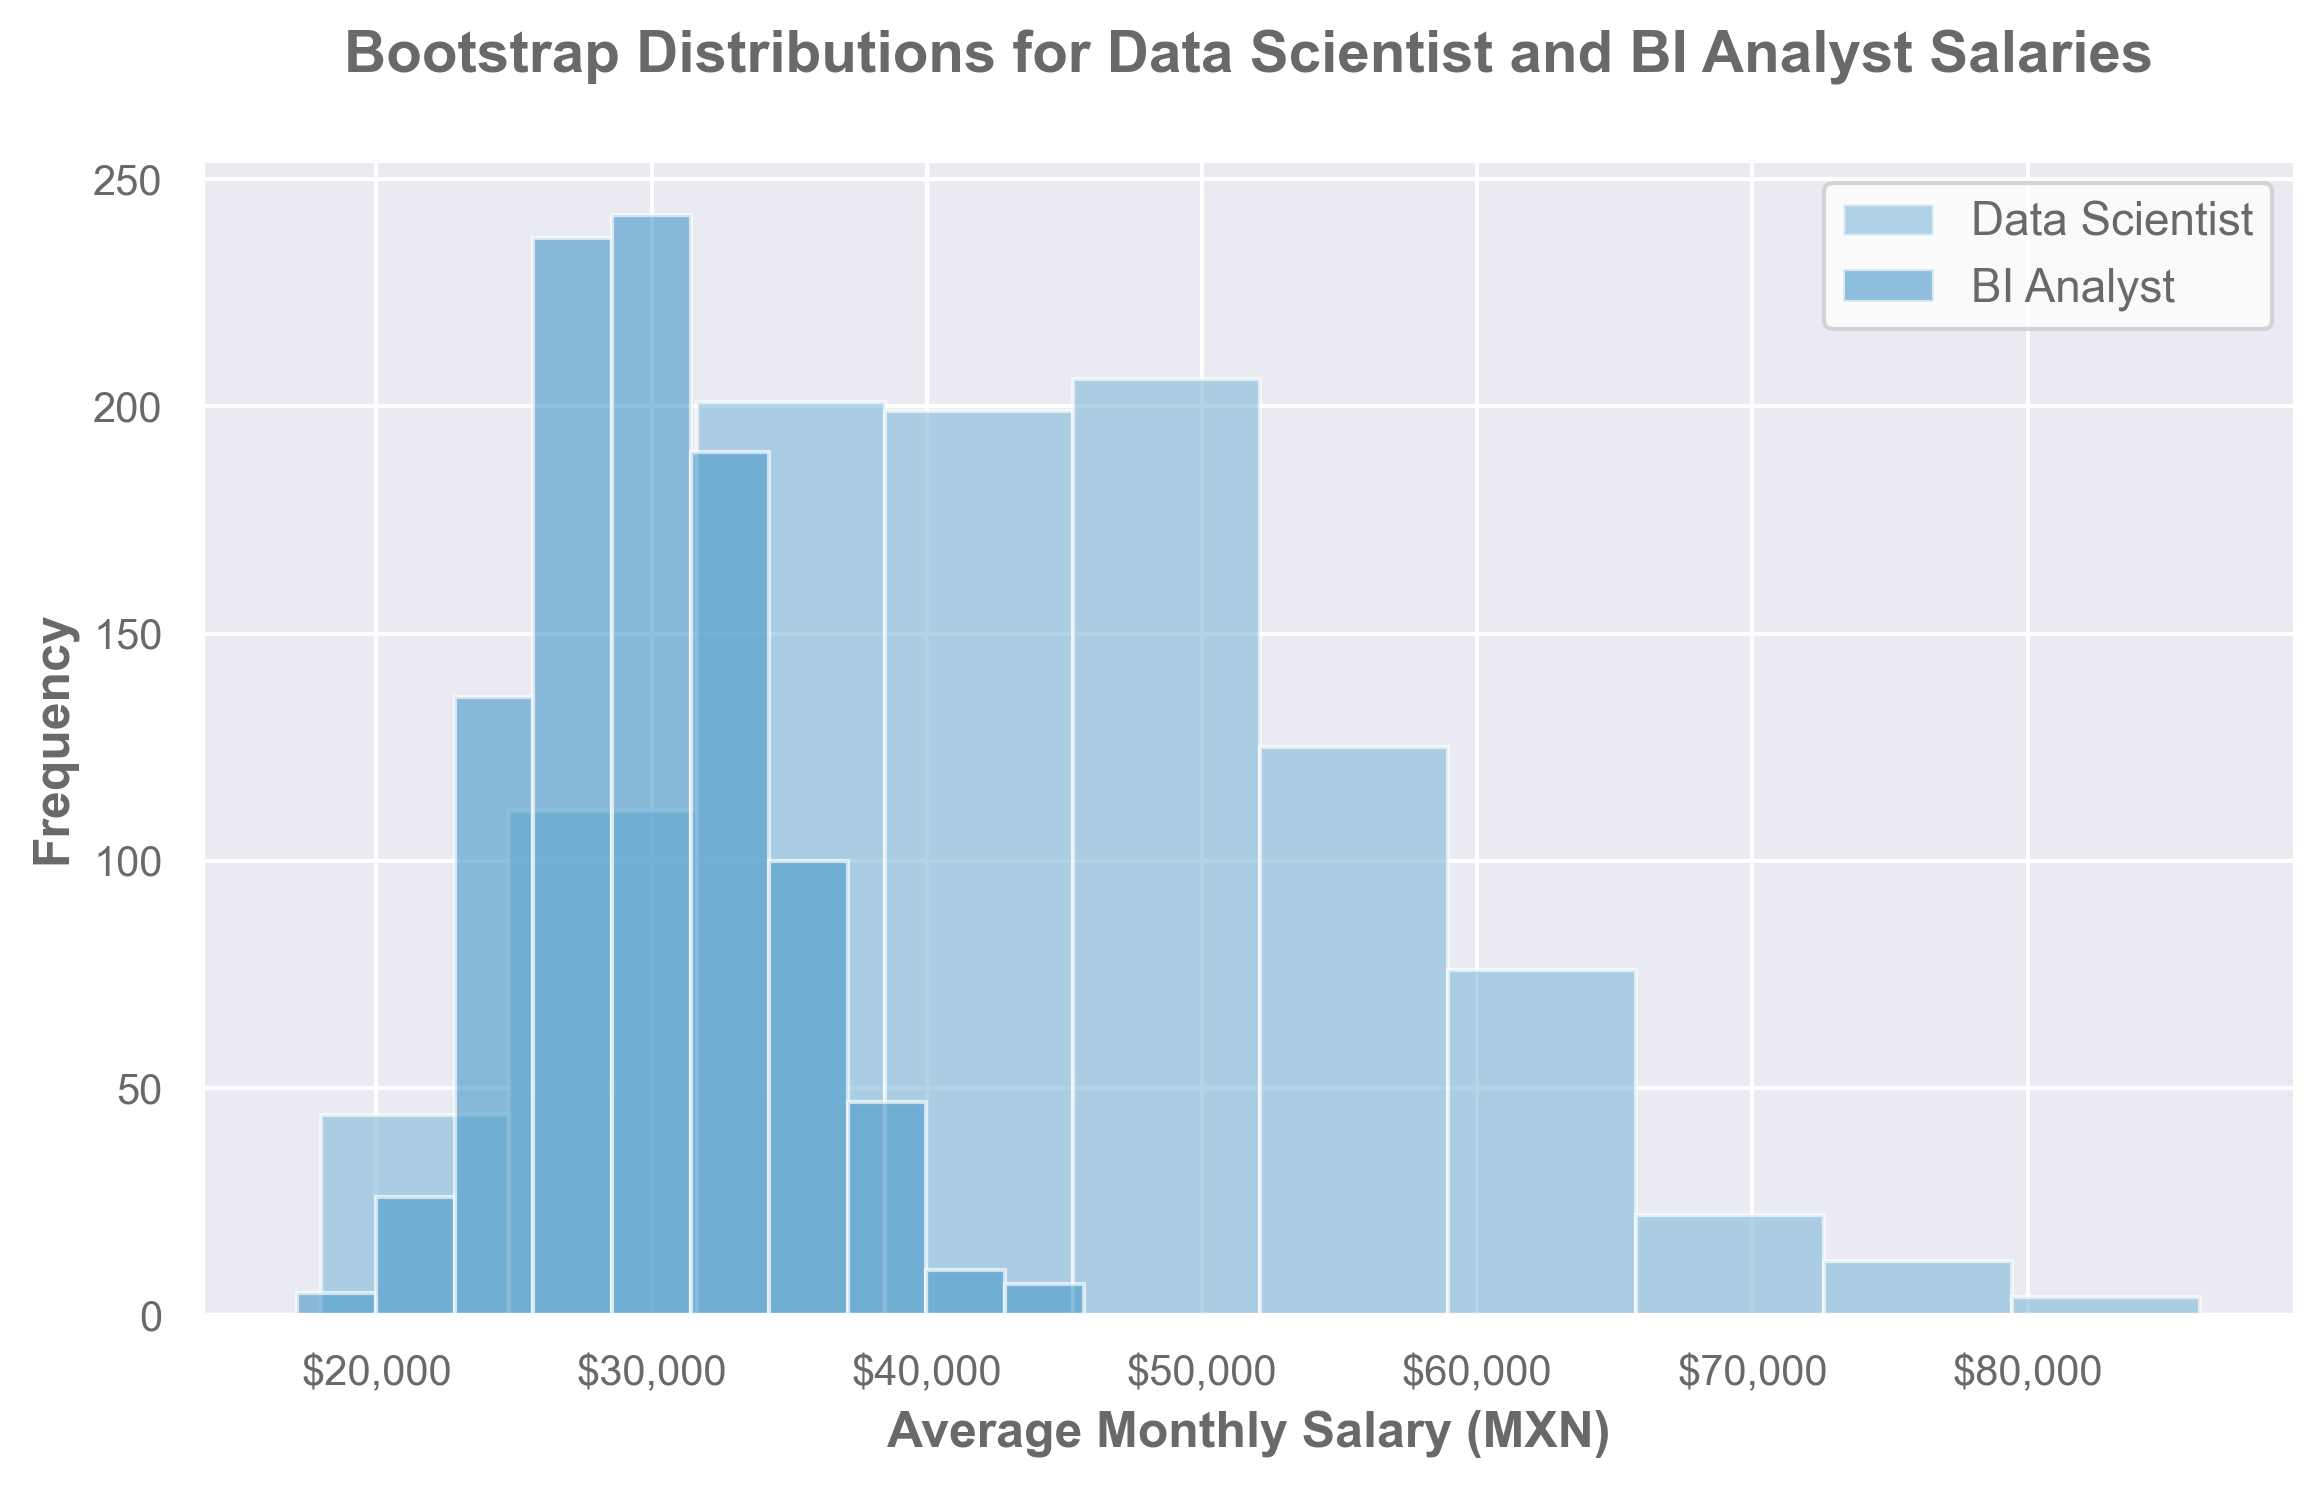 Bootstrap Distributions for Data Scientist and BI Analyst Salaries
250
200
150
100
50
0
Frequency
Data Scientist
BI Analyst
$20,000 $30,000 $40,000 $50,000 $60,000 $70,000 $80,000
Average Monthly Salary (MXN)